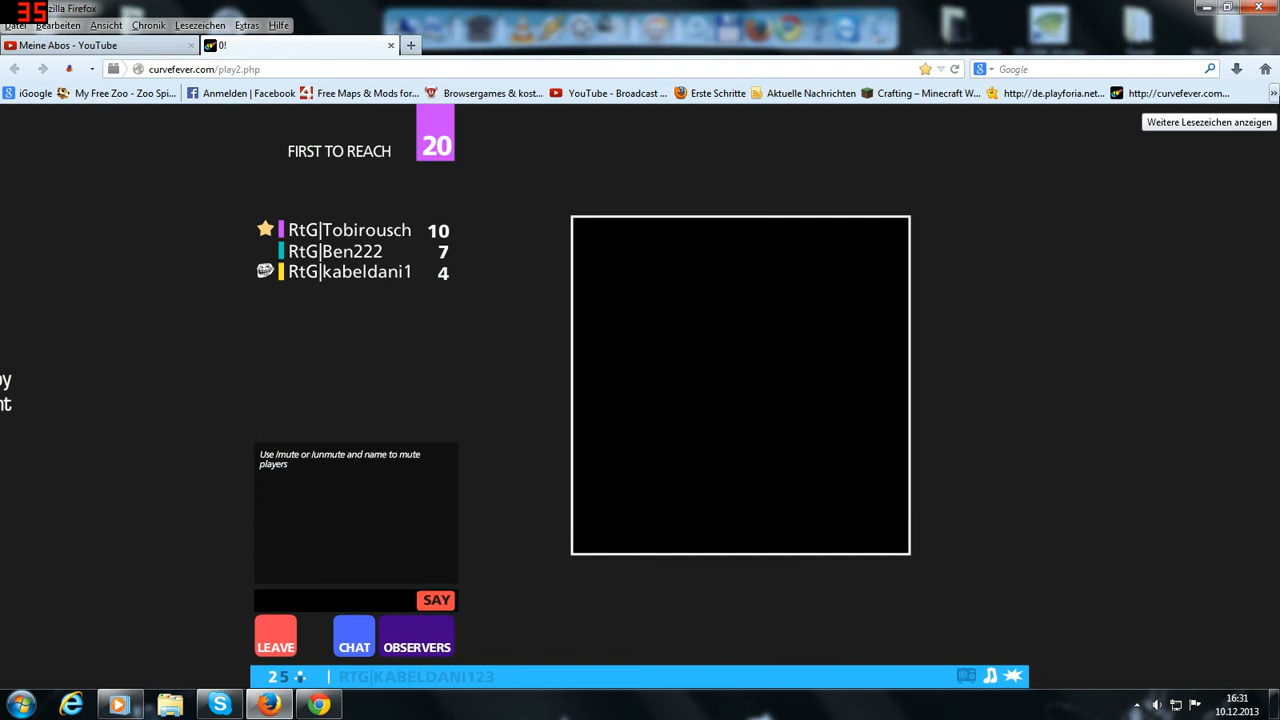 35
zilla Firefox
Datei Bearbeiten Ansicht Chronik Lesezeichen Extras Hilfe
Meine Abos - YouTube
0!
curvefever.com/play2.php
Google
iGoogle My Free Zoo - Zoo Spi... Anmelden | Facebook Free Maps & Mods for... Browsergames & kost... YouTube - Broadcast ... Erste Schritte Aktuelle Nachrichten Crafting – Minecraft W... http://de.playforia.net... http://curvefever.com...
Weitere Lesezeichen anzeigen
FIRST TO REACH 20
RtG|Tobirousch 10
RtG|Ben222 7
RtG|kabeldani1 4
oy
nt
Use /mute or /unmute and name to mute
players
SAY
LEAVE CHAT OBSERVERS
25 RTG|KABELDANI123
16:31
10.12.2013